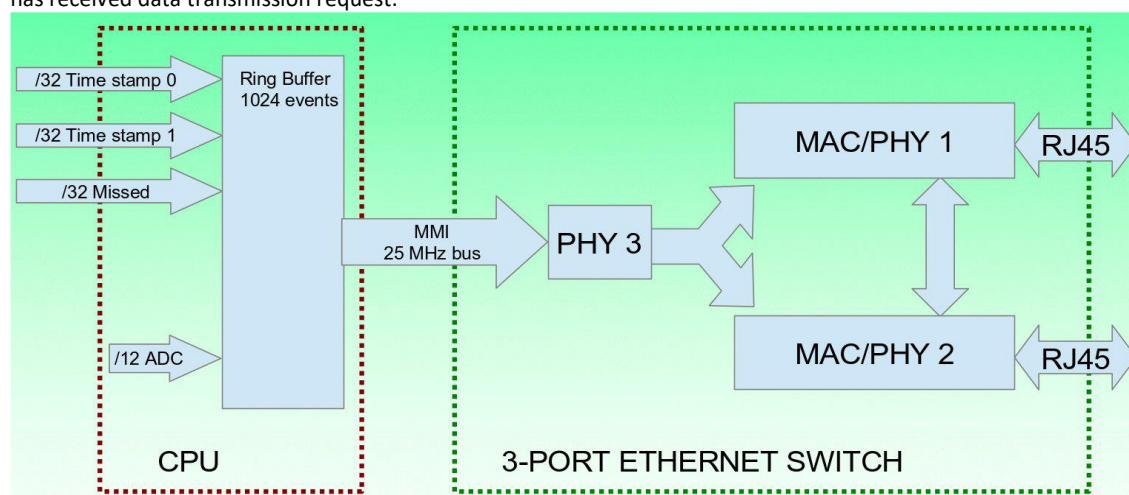 has received data transmission request.
/32 Time stamp 0
/32 Time stamp 1
/32 Missed
/12 ADC
Ring Buffer
1024 events
MMI
25 MHz bus
PHY 3
MAC/PHY 1
RJ45
MAC/PHY 2
RJ45
CPU
3-PORT ETHERNET SWITCH